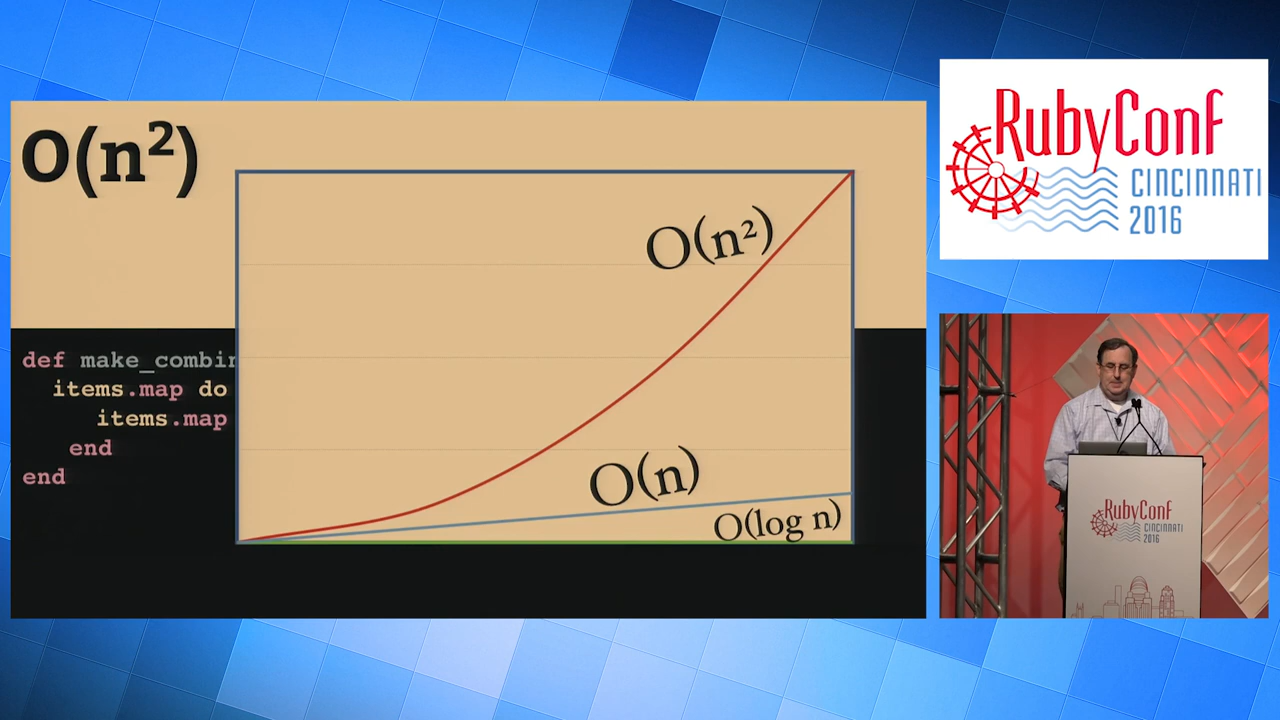 O(n²)
O(n²)
O(n)
O(log n)
def make_combin
items.map do
items.map
end
end
RubyConf
CINCINNATI
2016
RubyConf
CINCINNATI
2016